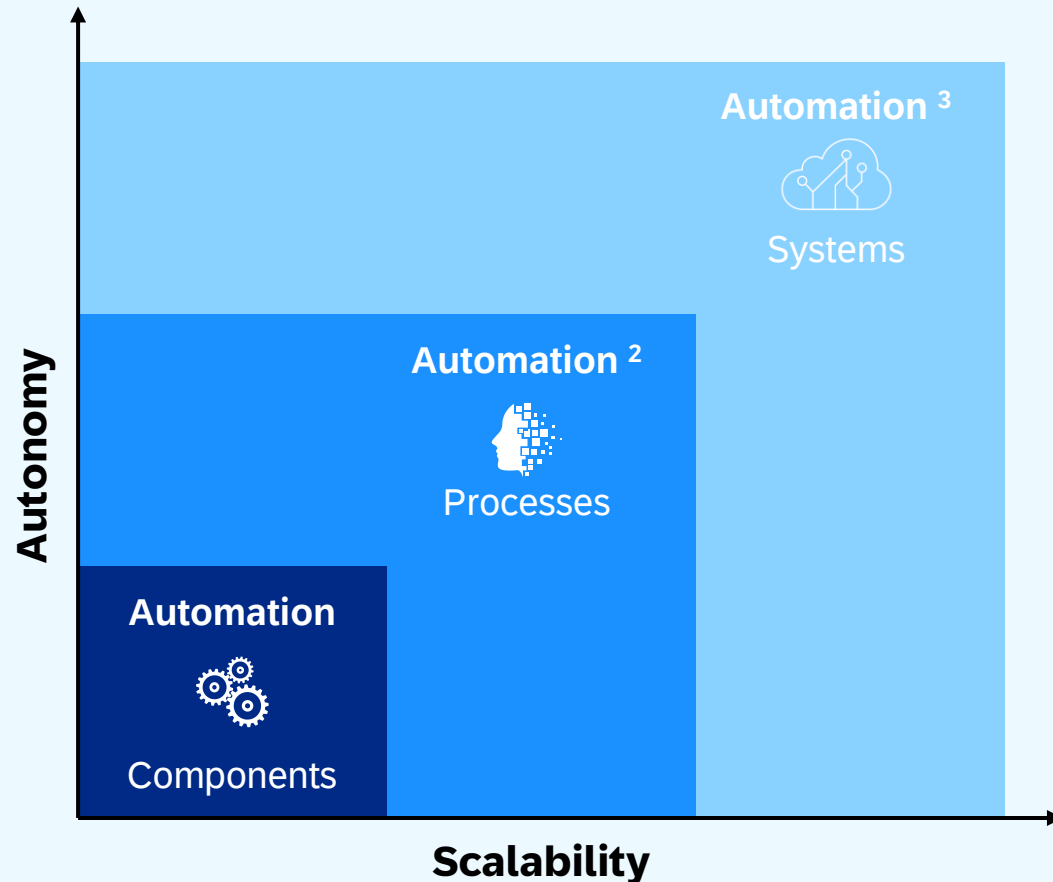 Automation ³
Systems
Automation ²
Processes
Automation
Components
Autonomy
Scalability